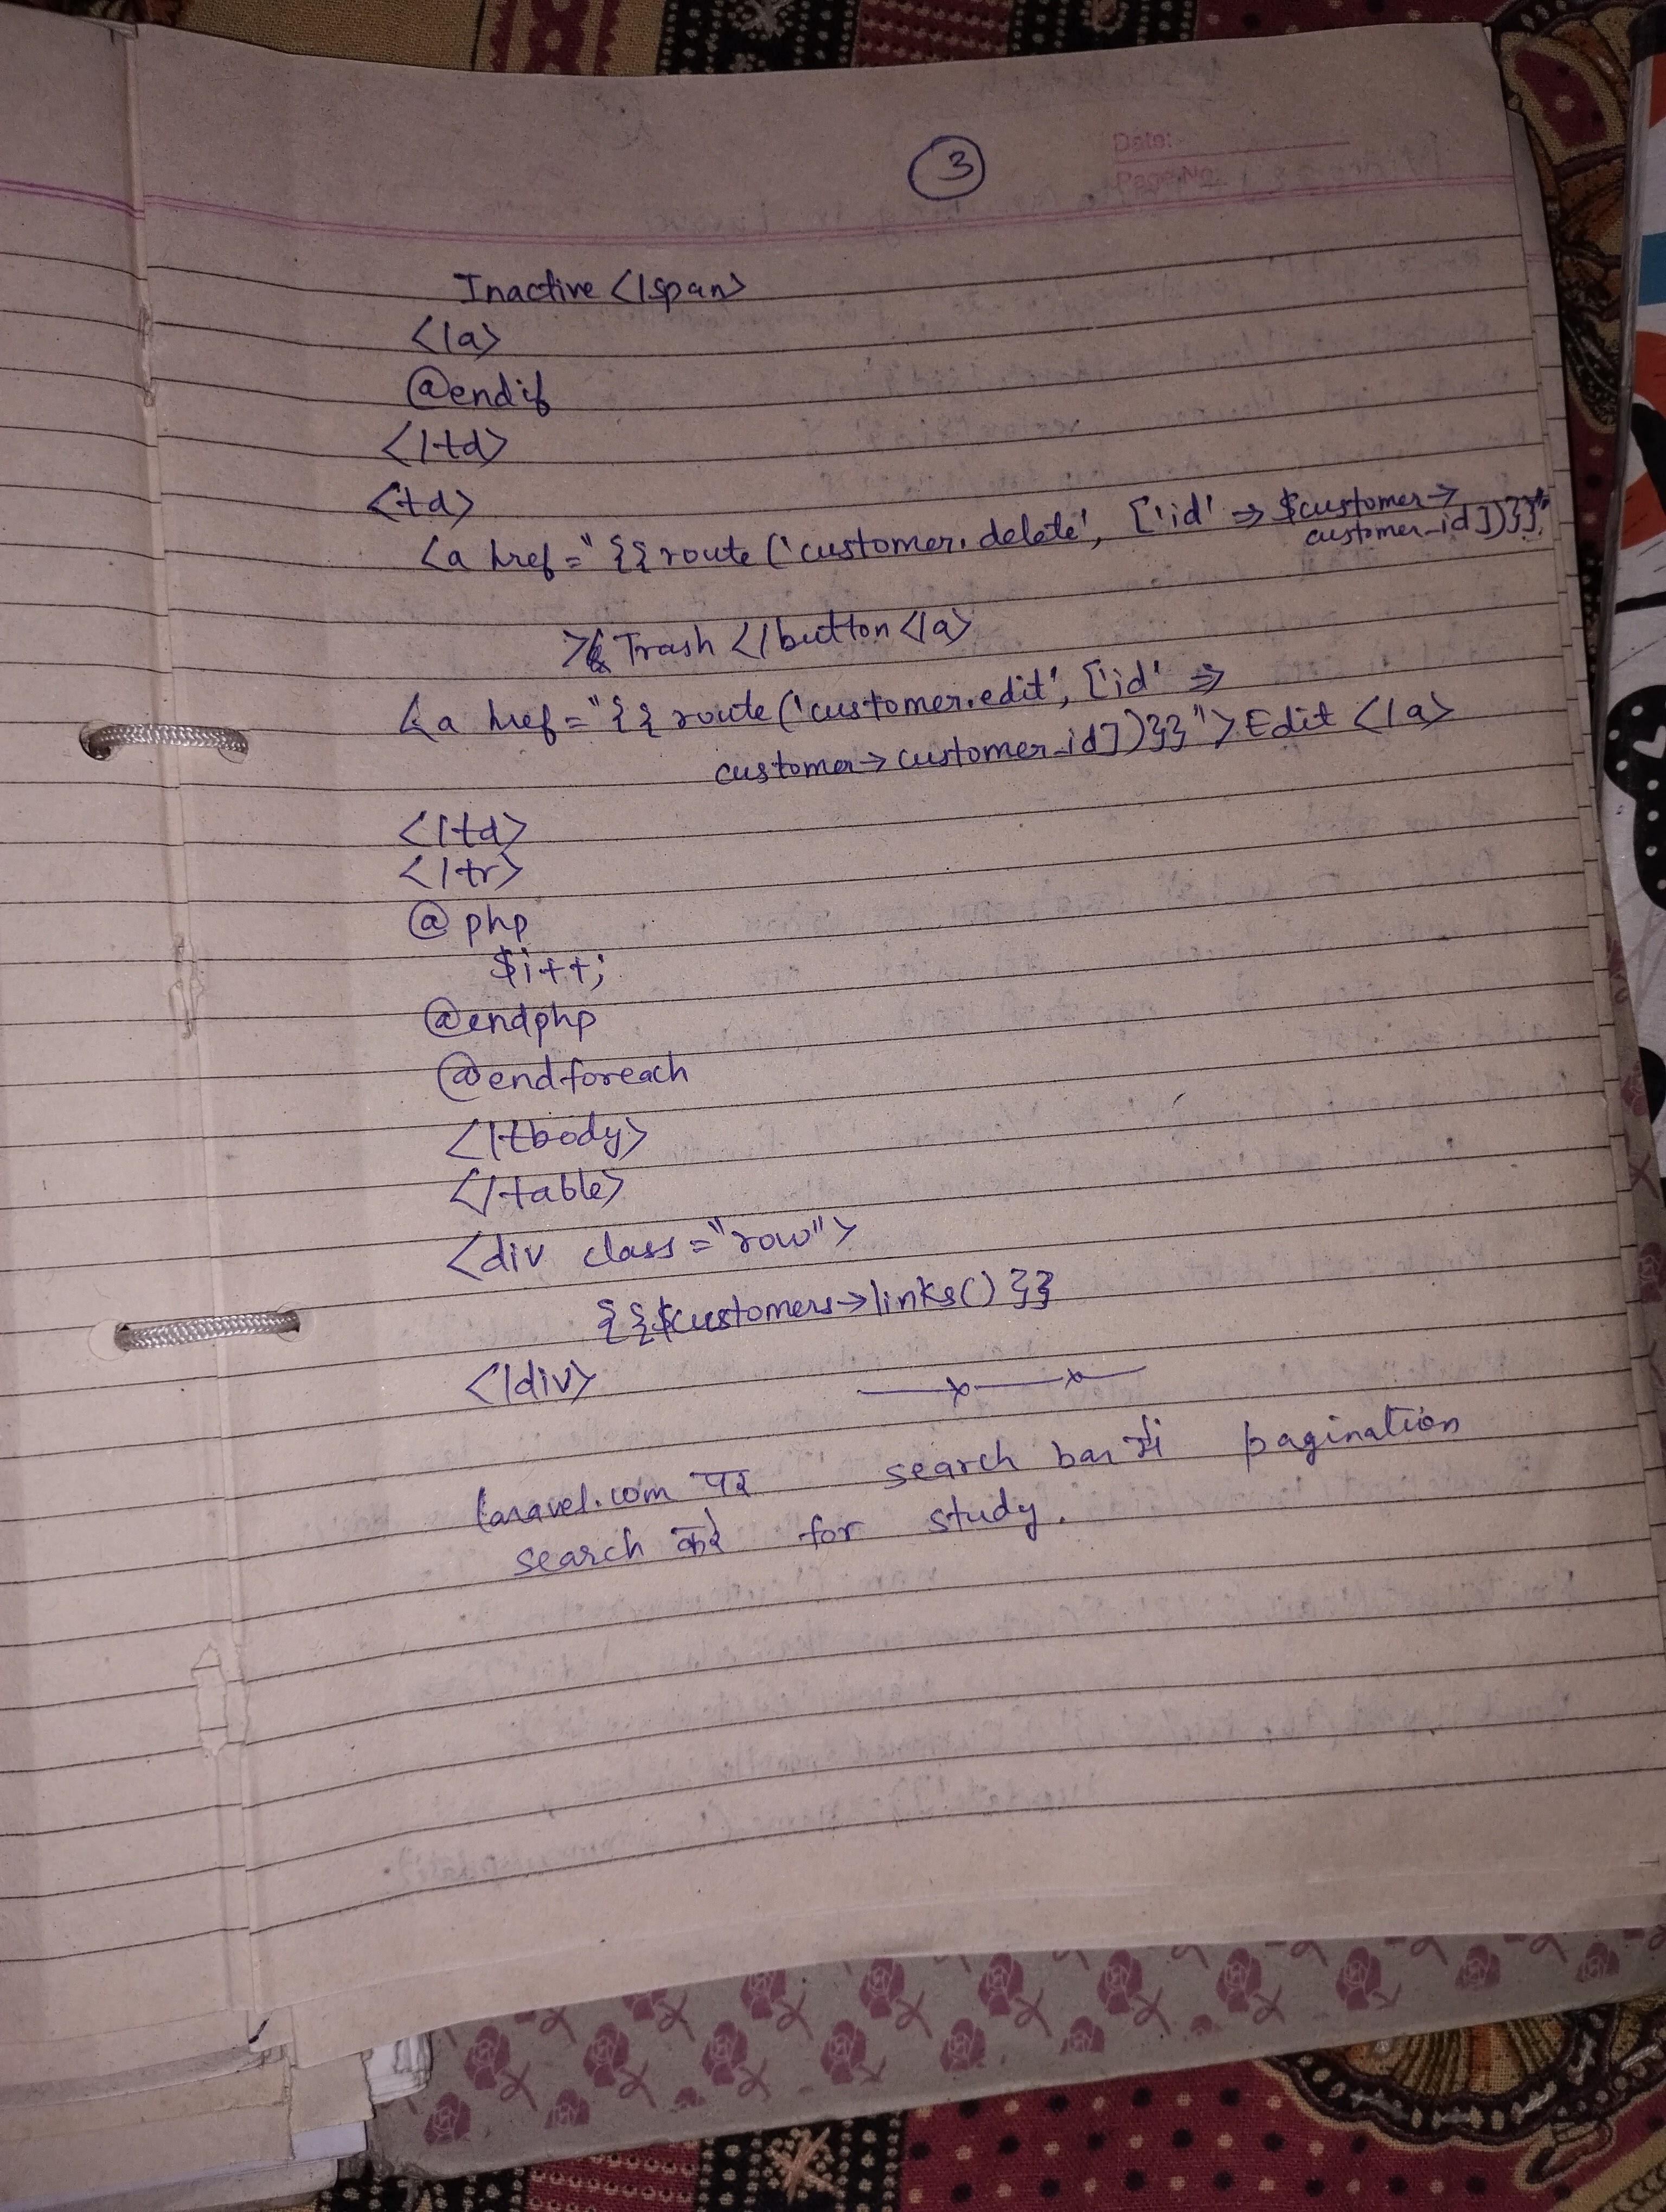 3
Date:
Page No.
Inactive </span>
</a>
@endif
</td>
<td>
<a href="{{route('customer.delete', ['id' => $customer->
customer_id])}}"
> Trash </button</a>
<a href="{{route('customer.edit', ['id' =>
customer->customer_id])}}">Edit </a>
</td>
</tr>
@php
$i++;
@endphp
@endforeach
</tbody>
</table>
<div class="row">
{{$customers->links()}}
</div>
laravel.com पर search bar में pagination
search करें for study.